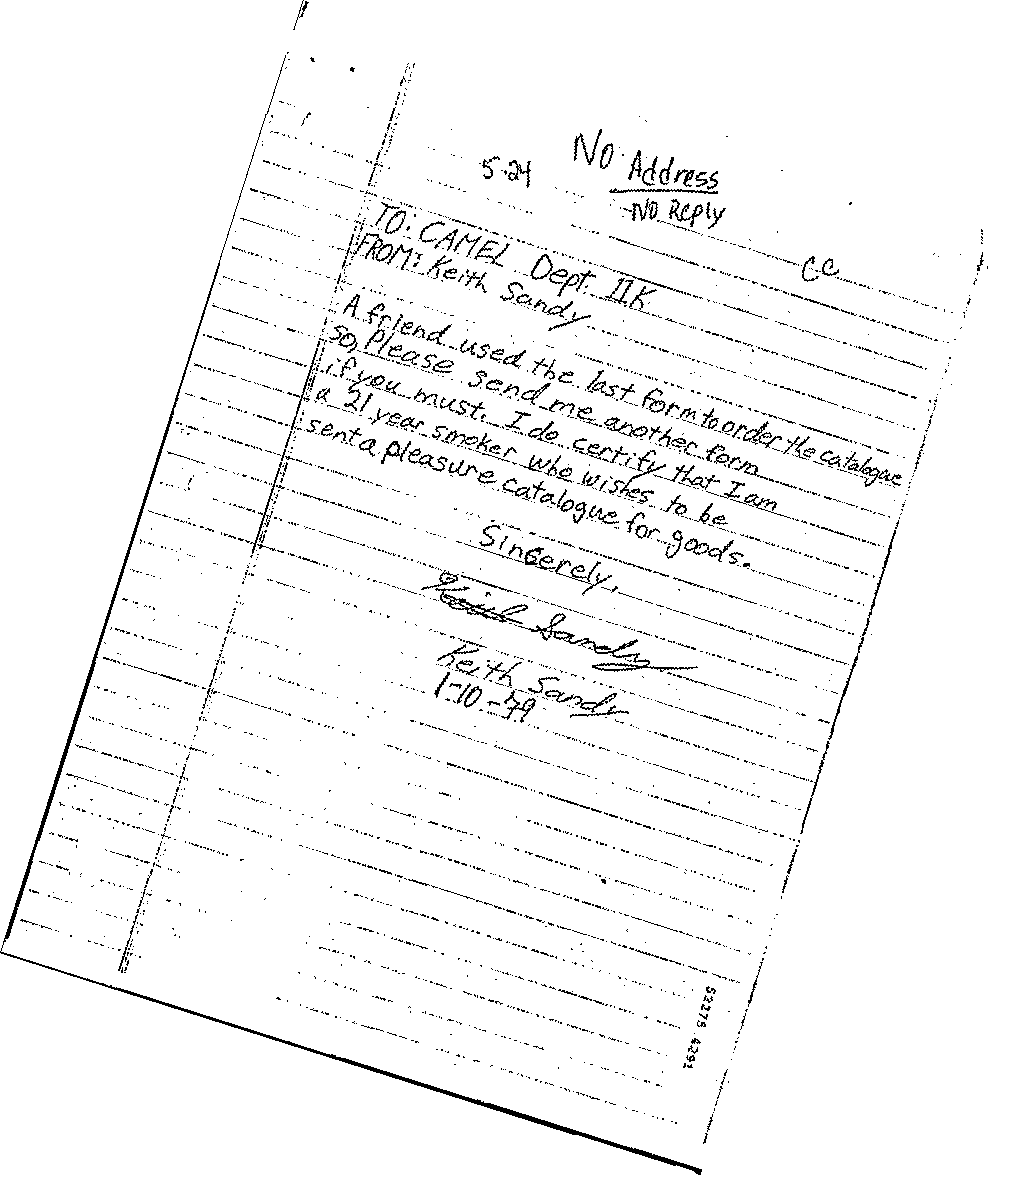 No Address
5-24
No Reply
CC
TO: CAMEL Dept. IIK
FROM: Keith Sandy
A friend used the last form to order the catalogue
so, Please send me another form
if you must. I do certify that I am
a 21 year smoker who wishes to be
sent a pleasure catalogue for goods.
Sincerely,
Keith Sandy
Keith Sandy
1-10-79
52275 4291